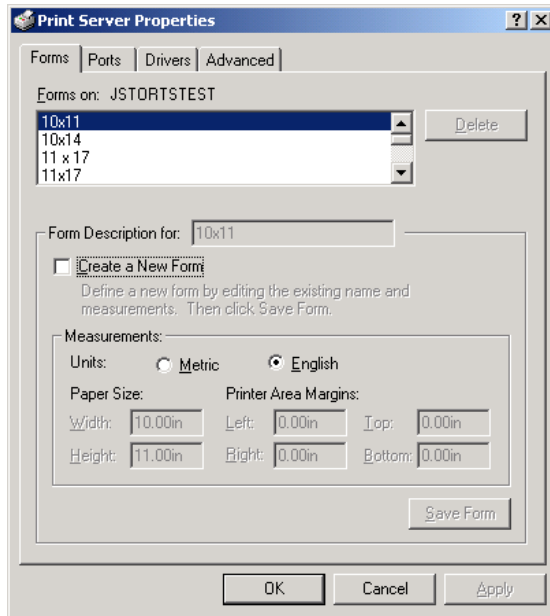 Print Server Properties
Forms Ports Drivers Advanced
Forms on: JSTORTSTEST
10x11
10x14
11 x 17
11x17
Delete
Form Description for: 10x11
Create a New Form
Define a new form by editing the existing name and
measurements. Then click Save Form.
Measurements:
Units: Metric English
Paper Size: Printer Area Margins:
Width: 10.00in Left: 0.00in Top: 0.00in
Height: 11.00in Right: 0.00in Bottom: 0.00in
Save Form
OK Cancel Apply